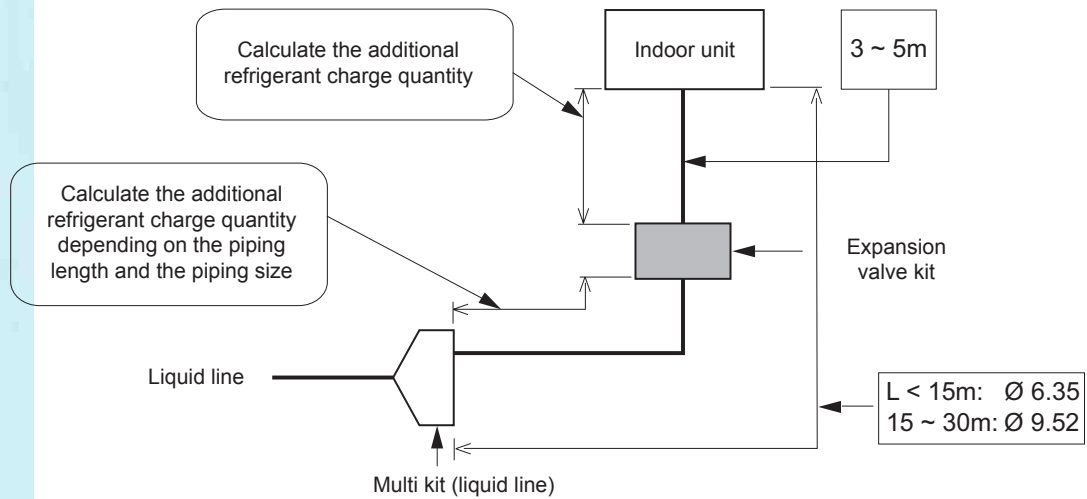 Calculate the additional
refrigerant charge quantity
Indoor unit
3 ~ 5m
Calculate the additional
refrigerant charge quantity
depending on the piping
length and the piping size
Expansion
valve kit
Liquid line
L < 15m: Ø 6.35
15 ~ 30m: Ø 9.52
Multi kit (liquid line)